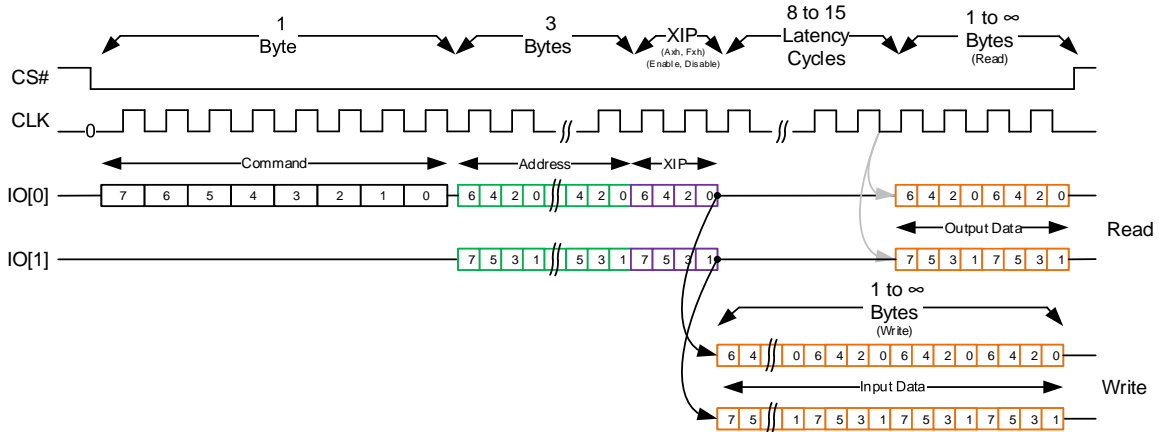 1
Byte
3
Bytes
XIP
(Axh, Fxh)
(Enable, Disable)
8 to 15
Latency
Cycles
1 to ∞
Bytes
(Read)
CS#
CLK
0
Command
Address
XIP
IO[0]
7 6 5 4 3 2 1 0
6 4 2 0 4 2 0 6 4 2 0
6 4 2 0 6 4 2 0
Output Data
Read
IO[1]
7 5 3 1 5 3 1 7 5 3 1
7 5 3 1 7 5 3 1
1 to ∞
Bytes
(Write)
6 4 0 6 4 2 0 6 4 2 0 6 4 2 0
Input Data
Write
7 5 1 7 5 3 1 7 5 3 1 7 5 3 1